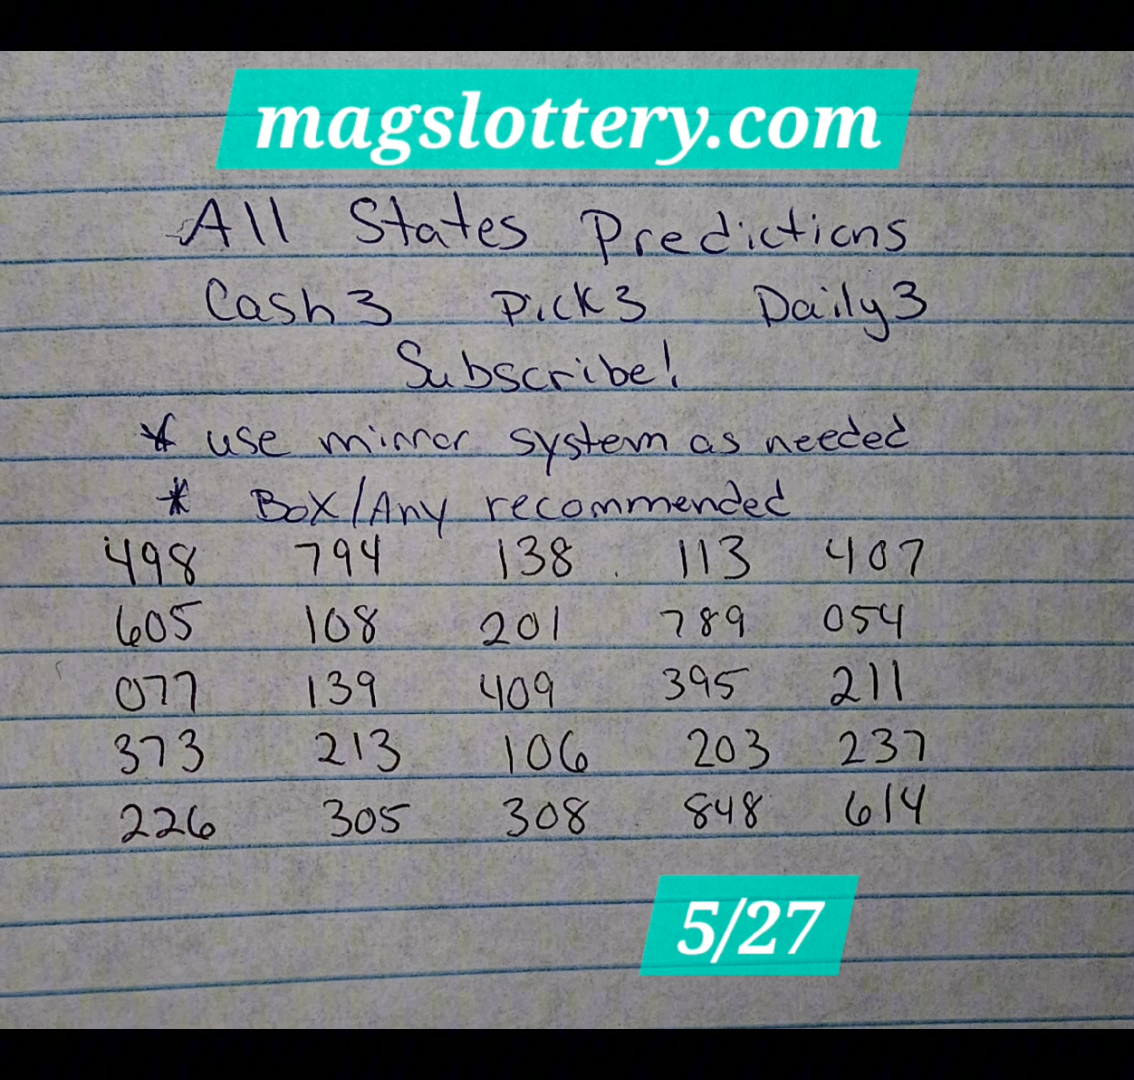 magslottery.com
All States Predictions
Cash3 Pick3 Daily3
Subscribe!
* use mirror system as needed
* Box/Any recommended
498 794 138 113 407
605 108 201 789 054
077 139 409 395 211
373 213 106 203 237
226 305 308 848 614
5/27